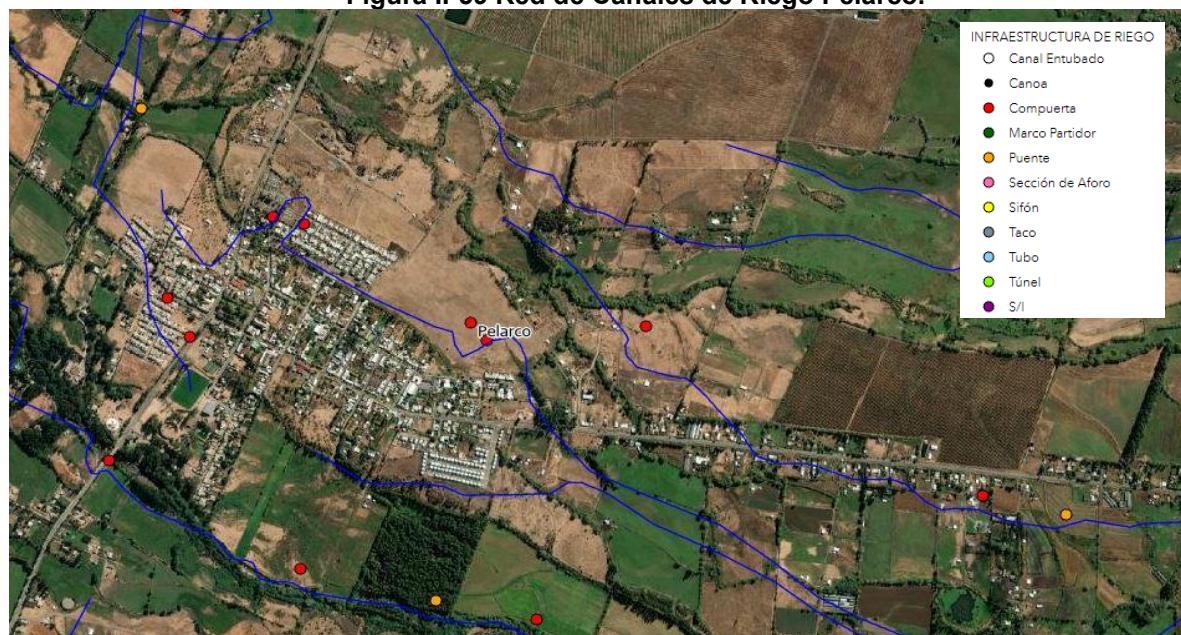 INFRAESTRUCTURA DE RIEGO
Canal Entubado
Canoa
Compuerta
Marco Partidor
Puente
Sección de Aforo
Sifón
Taco
Tubo
Túnel
S/I
Pelarco